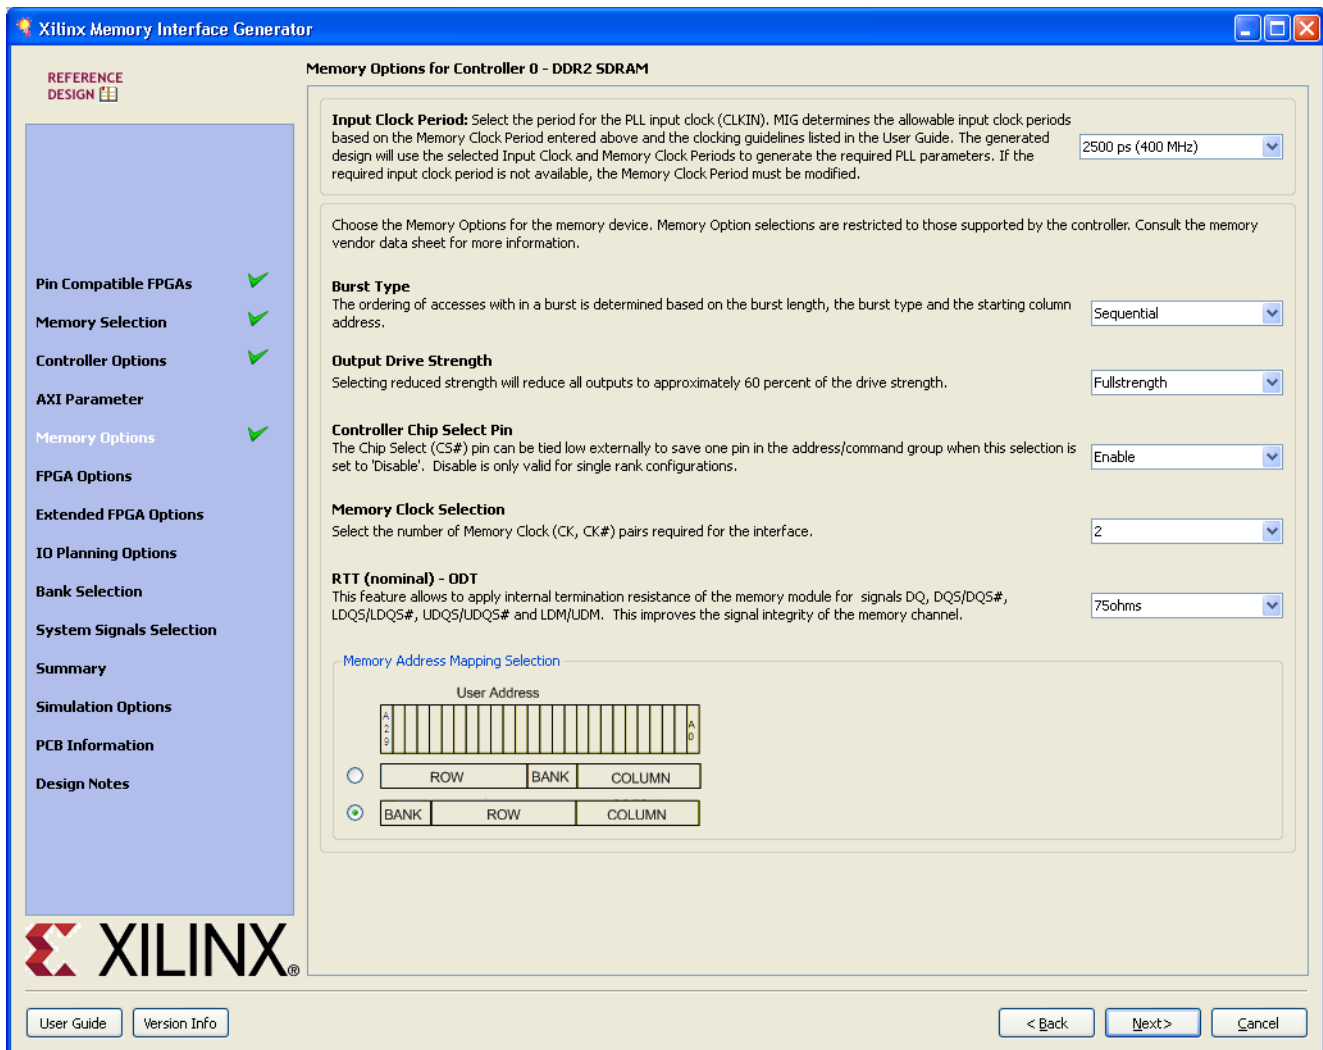 Xilinx Memory Interface Generator
REFERENCE
DESIGN
Pin Compatible FPGAs
Memory Selection
Controller Options
AXI Parameter
Memory Options
FPGA Options
Extended FPGA Options
IO Planning Options
Bank Selection
System Signals Selection
Summary
Simulation Options
PCB Information
Design Notes
XILINX®
Memory Options for Controller 0 - DDR2 SDRAM
Input Clock Period: Select the period for the PLL input clock (CLKIN). MIG determines the allowable input clock periods
based on the Memory Clock Period entered above and the clocking guidelines listed in the User Guide. The generated
design will use the selected Input Clock and Memory Clock Periods to generate the required PLL parameters. If the
required input clock period is not available, the Memory Clock Period must be modified.
2500 ps (400 MHz)
Choose the Memory Options for the memory device. Memory Option selections are restricted to those supported by the controller. Consult the memory
vendor data sheet for more information.
Burst Type
The ordering of accesses with in a burst is determined based on the burst length, the burst type and the starting column
address.
Sequential
Output Drive Strength
Selecting reduced strength will reduce all outputs to approximately 60 percent of the drive strength.
Fullstrength
Controller Chip Select Pin
The Chip Select (CS#) pin can be tied low externally to save one pin in the address/command group when this selection is
set to 'Disable'. Disable is only valid for single rank configurations.
Enable
Memory Clock Selection
Select the number of Memory Clock (CK, CK#) pairs required for the interface.
2
RTT (nominal) - ODT
This feature allows to apply internal termination resistance of the memory module for signals DQ, DQS/DQS#,
LDQS/LDQS#, UDQS/UDQS# and LDM/UDM. This improves the signal integrity of the memory channel.
75ohms
Memory Address Mapping Selection
User Address
A29 A0
ROW BANK COLUMN
BANK ROW COLUMN
User Guide Version Info < Back Next> Cancel